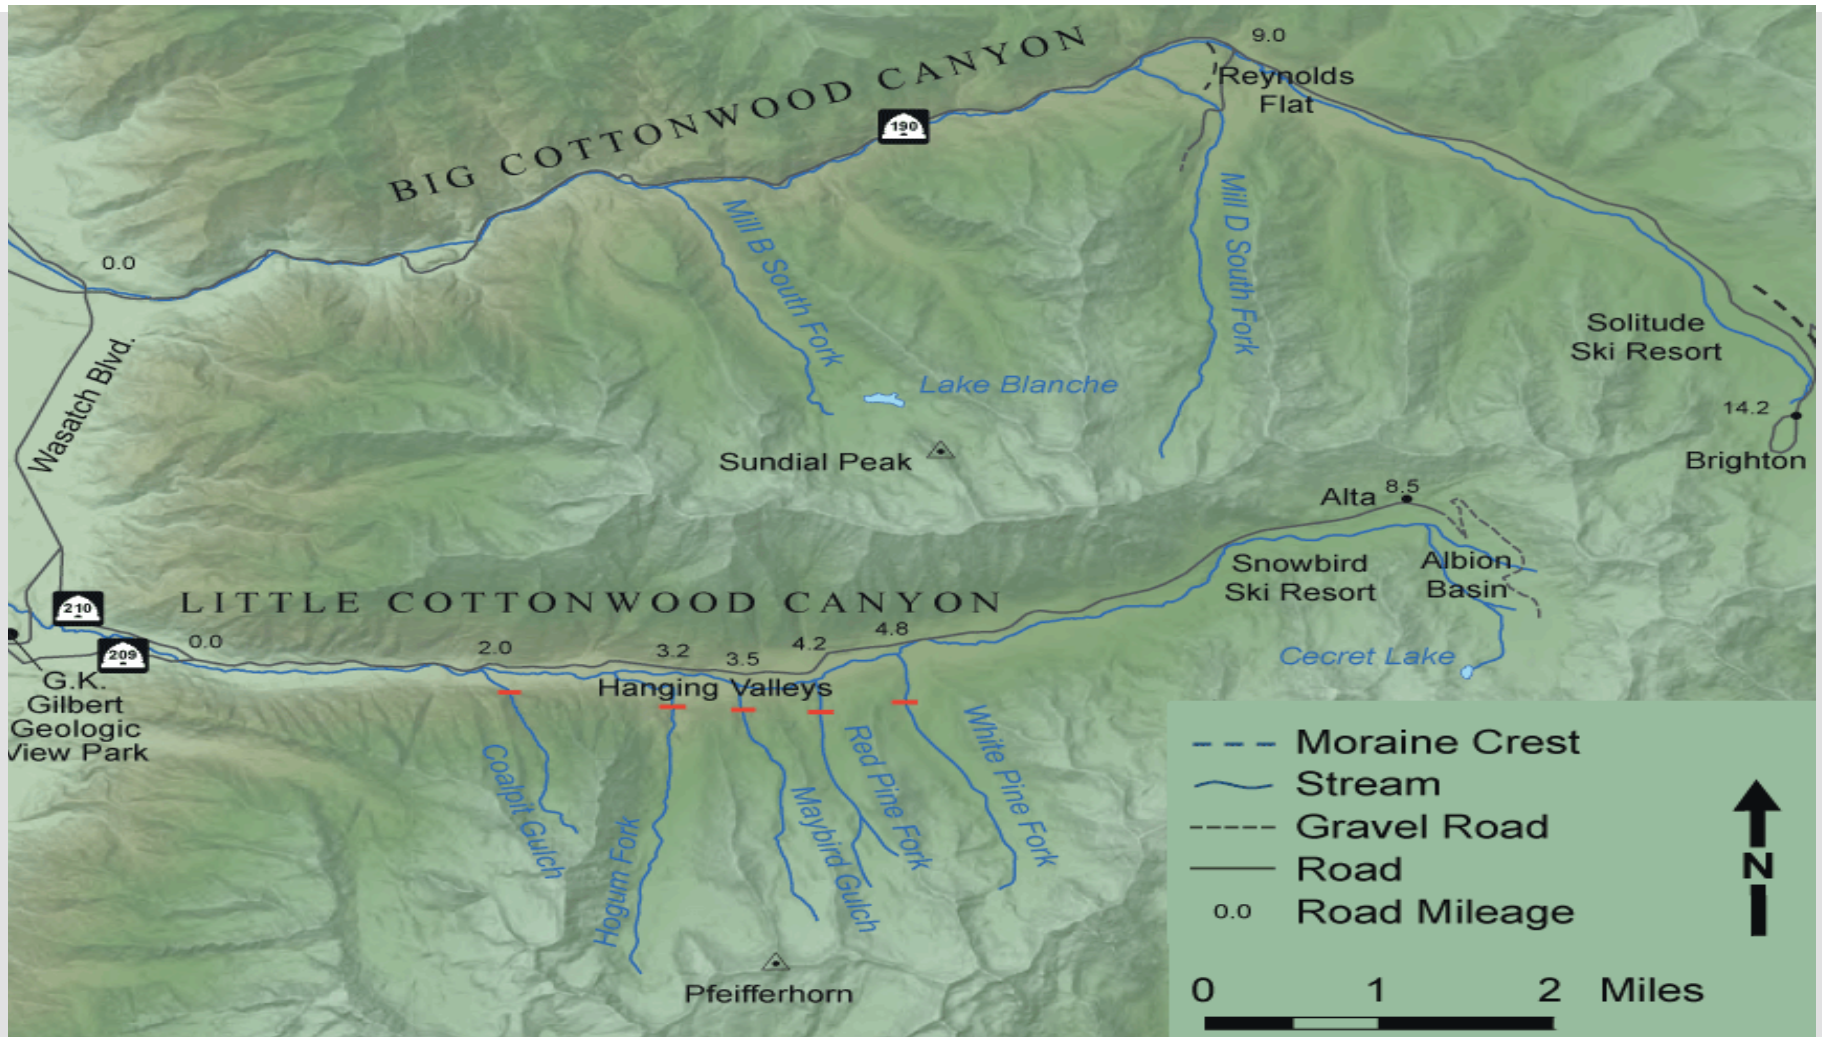 9.0
Reynolds
Flat
BIG COTTONWOOD CANYON
190
0.0
Mill B South Fork
Mill D South Fork
Wasatch Blvd.
Solitude
Ski Resort
Lake Blanche
14.2
Sundial Peak
Brighton
Alta
8.5
Snowbird
Ski Resort
Albion
Basin
210
LITTLE COTTONWOOD CANYON
209
0.0
2.0
3.2
3.5
4.2
4.8
Cecret Lake
Hanging Valleys
G.K.
Gilbert
Geologic
View Park
Coalpit Gulch
Hogum Fork
Maybird Gulch
Red Pine Fork
White Pine Fork
Pfeifferhorn
Moraine Crest
Stream
Gravel Road
Road
0.0 Road Mileage
N
0 1 2 Miles